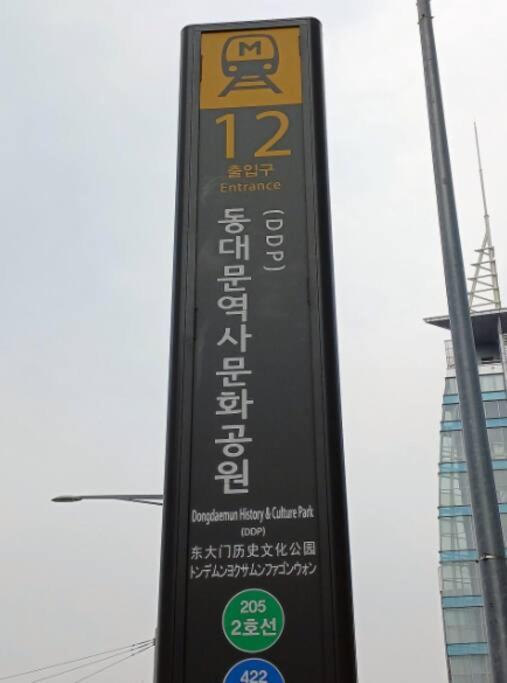 M
12
출입구
Entrance
동대문역사문화공원
(DDP)
Dongdaemun History & Culture Park
(DDP)
东大门历史文化公园
トンデムンヨクサムンファゴンウォン
205
2호선
422